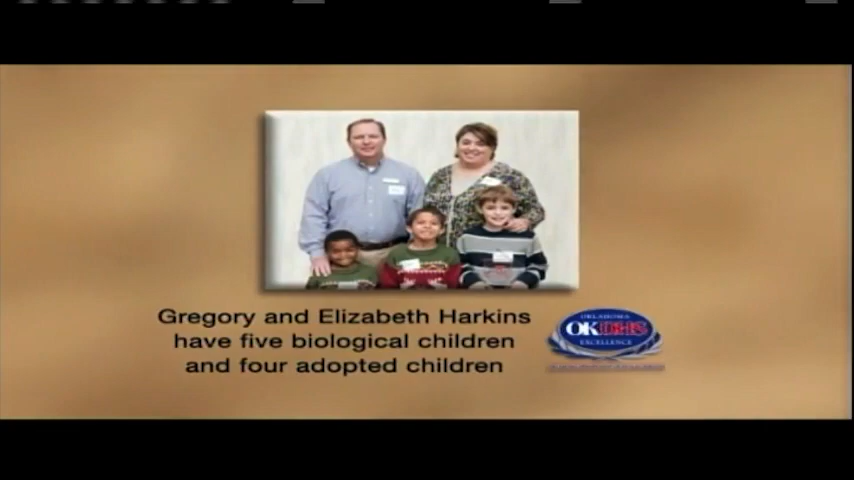 Gregory and Elizabeth Harkins
have five biological children
and four adopted children
OKLAHOMA
OKDHS
EXCELLENCE